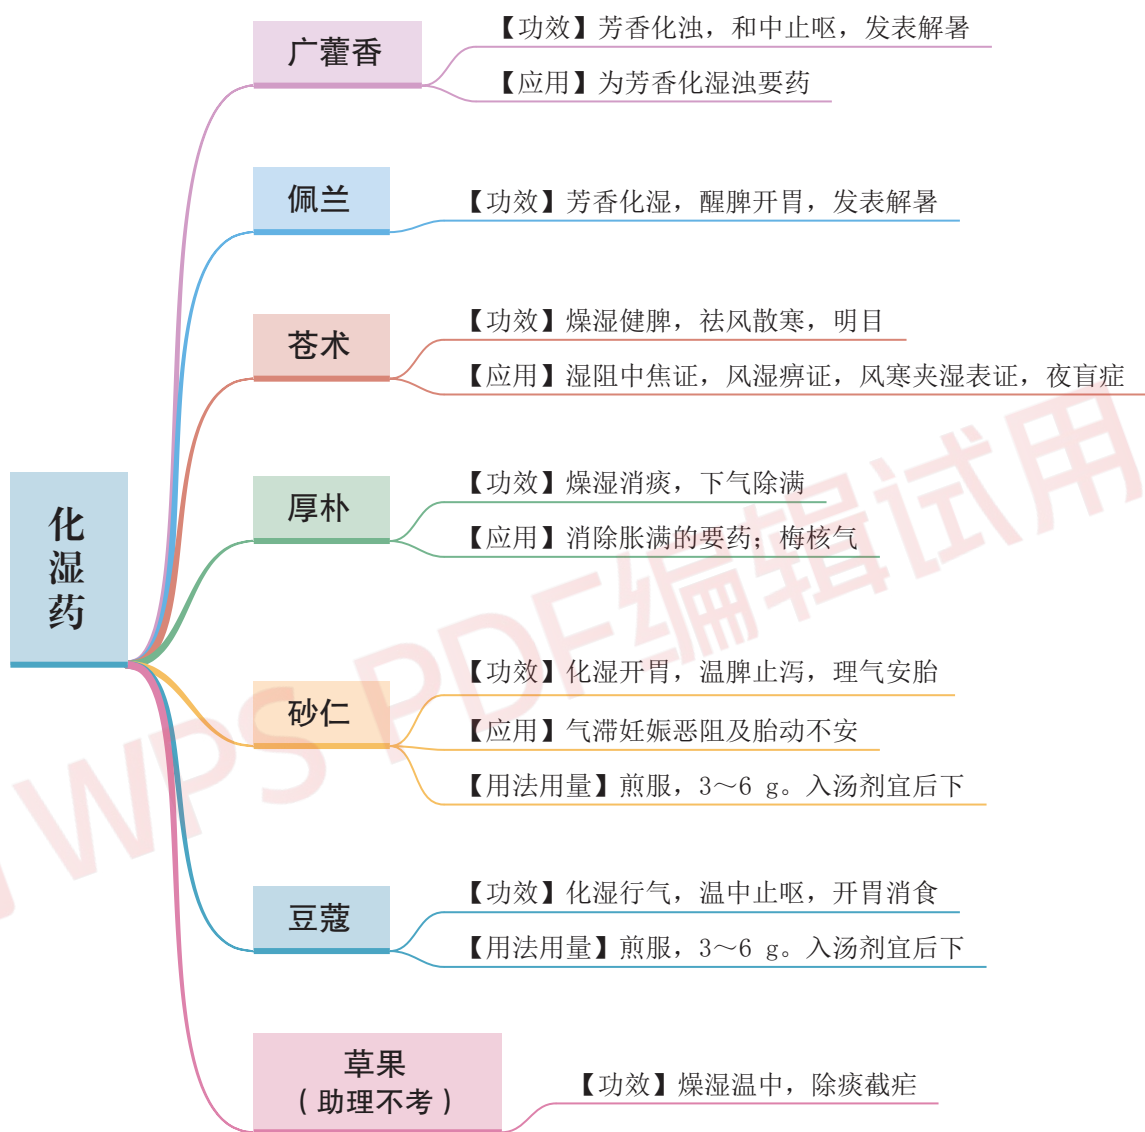 化湿药
广藿香
【功效】芳香化浊，和中止呕，发表解暑
【应用】为芳香化湿浊要药
佩兰
【功效】芳香化湿，醒脾开胃，发表解暑
苍术
【功效】燥湿健脾，祛风散寒，明目
【应用】湿阻中焦证，风湿痹证，风寒夹湿表证，夜盲症
厚朴
【功效】燥湿消痰，下气除满
【应用】消除胀满的要药；梅核气
砂仁
【功效】化湿开胃，温脾止泻，理气安胎
【应用】气滞妊娠恶阻及胎动不安
【用法用量】煎服，3～6 g。入汤剂宜后下
豆蔻
【功效】化湿行气，温中止呕，开胃消食
【用法用量】煎服，3～6 g。入汤剂宜后下
草果
（助理不考）
【功效】燥湿温中，除痰截疟
WPS PDF编辑试用